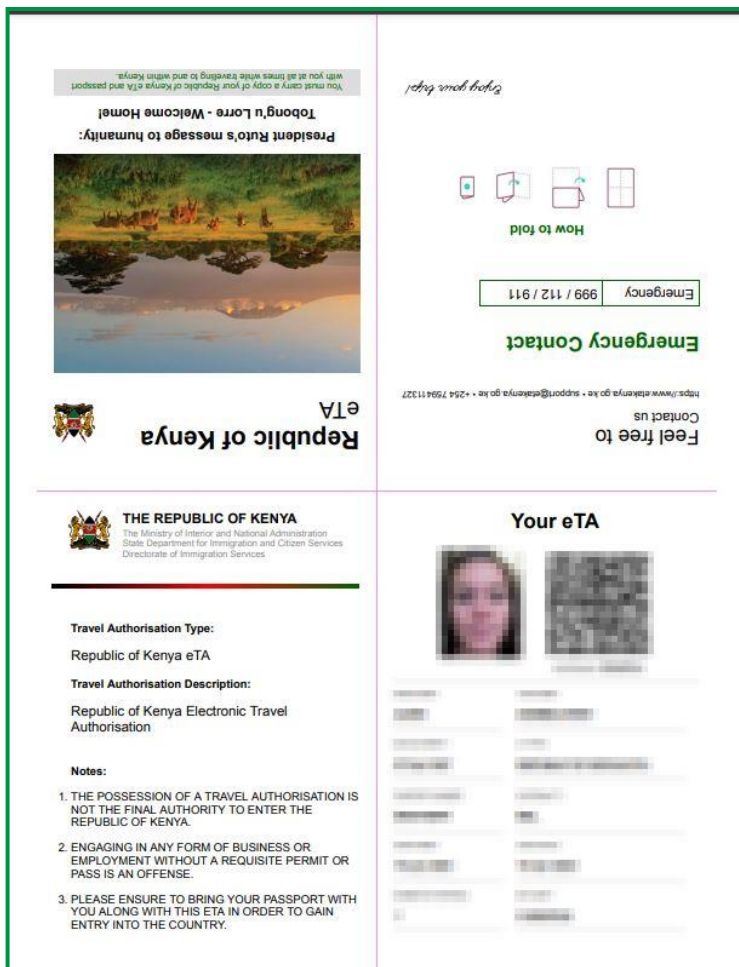 Republic of Kenya
eTA
President Ruto's message to humanity:
Tobong'u Lorre - Welcome Home!
You must carry a copy of your Republic of Kenya eTA and passport
with you at all times while travelling to and within Kenya.
Feel free to
Contact us
https://www.etakenya.go.ke • support@etakenya.go.ke • +254 759411327
Emergency Contact
Emergency 999 / 112 / 911
How to fold
Enjoy your trip!
THE REPUBLIC OF KENYA
The Ministry of Interior and National Administration
State Department for Immigration and Citizen Services
Directorate of Immigration Services
Travel Authorisation Type:
Republic of Kenya eTA
Travel Authorisation Description:
Republic of Kenya Electronic Travel
Authorisation
Notes:
1. THE POSSESSION OF A TRAVEL AUTHORISATION IS
NOT THE FINAL AUTHORITY TO ENTER THE
REPUBLIC OF KENYA.
2. ENGAGING IN ANY FORM OF BUSINESS OR
EMPLOYMENT WITHOUT A REQUISITE PERMIT OR
PASS IS AN OFFENSE.
3. PLEASE ENSURE TO BRING YOUR PASSPORT WITH
YOU ALONG WITH THIS ETA IN ORDER TO GAIN
ENTRY INTO THE COUNTRY.
Your eTA